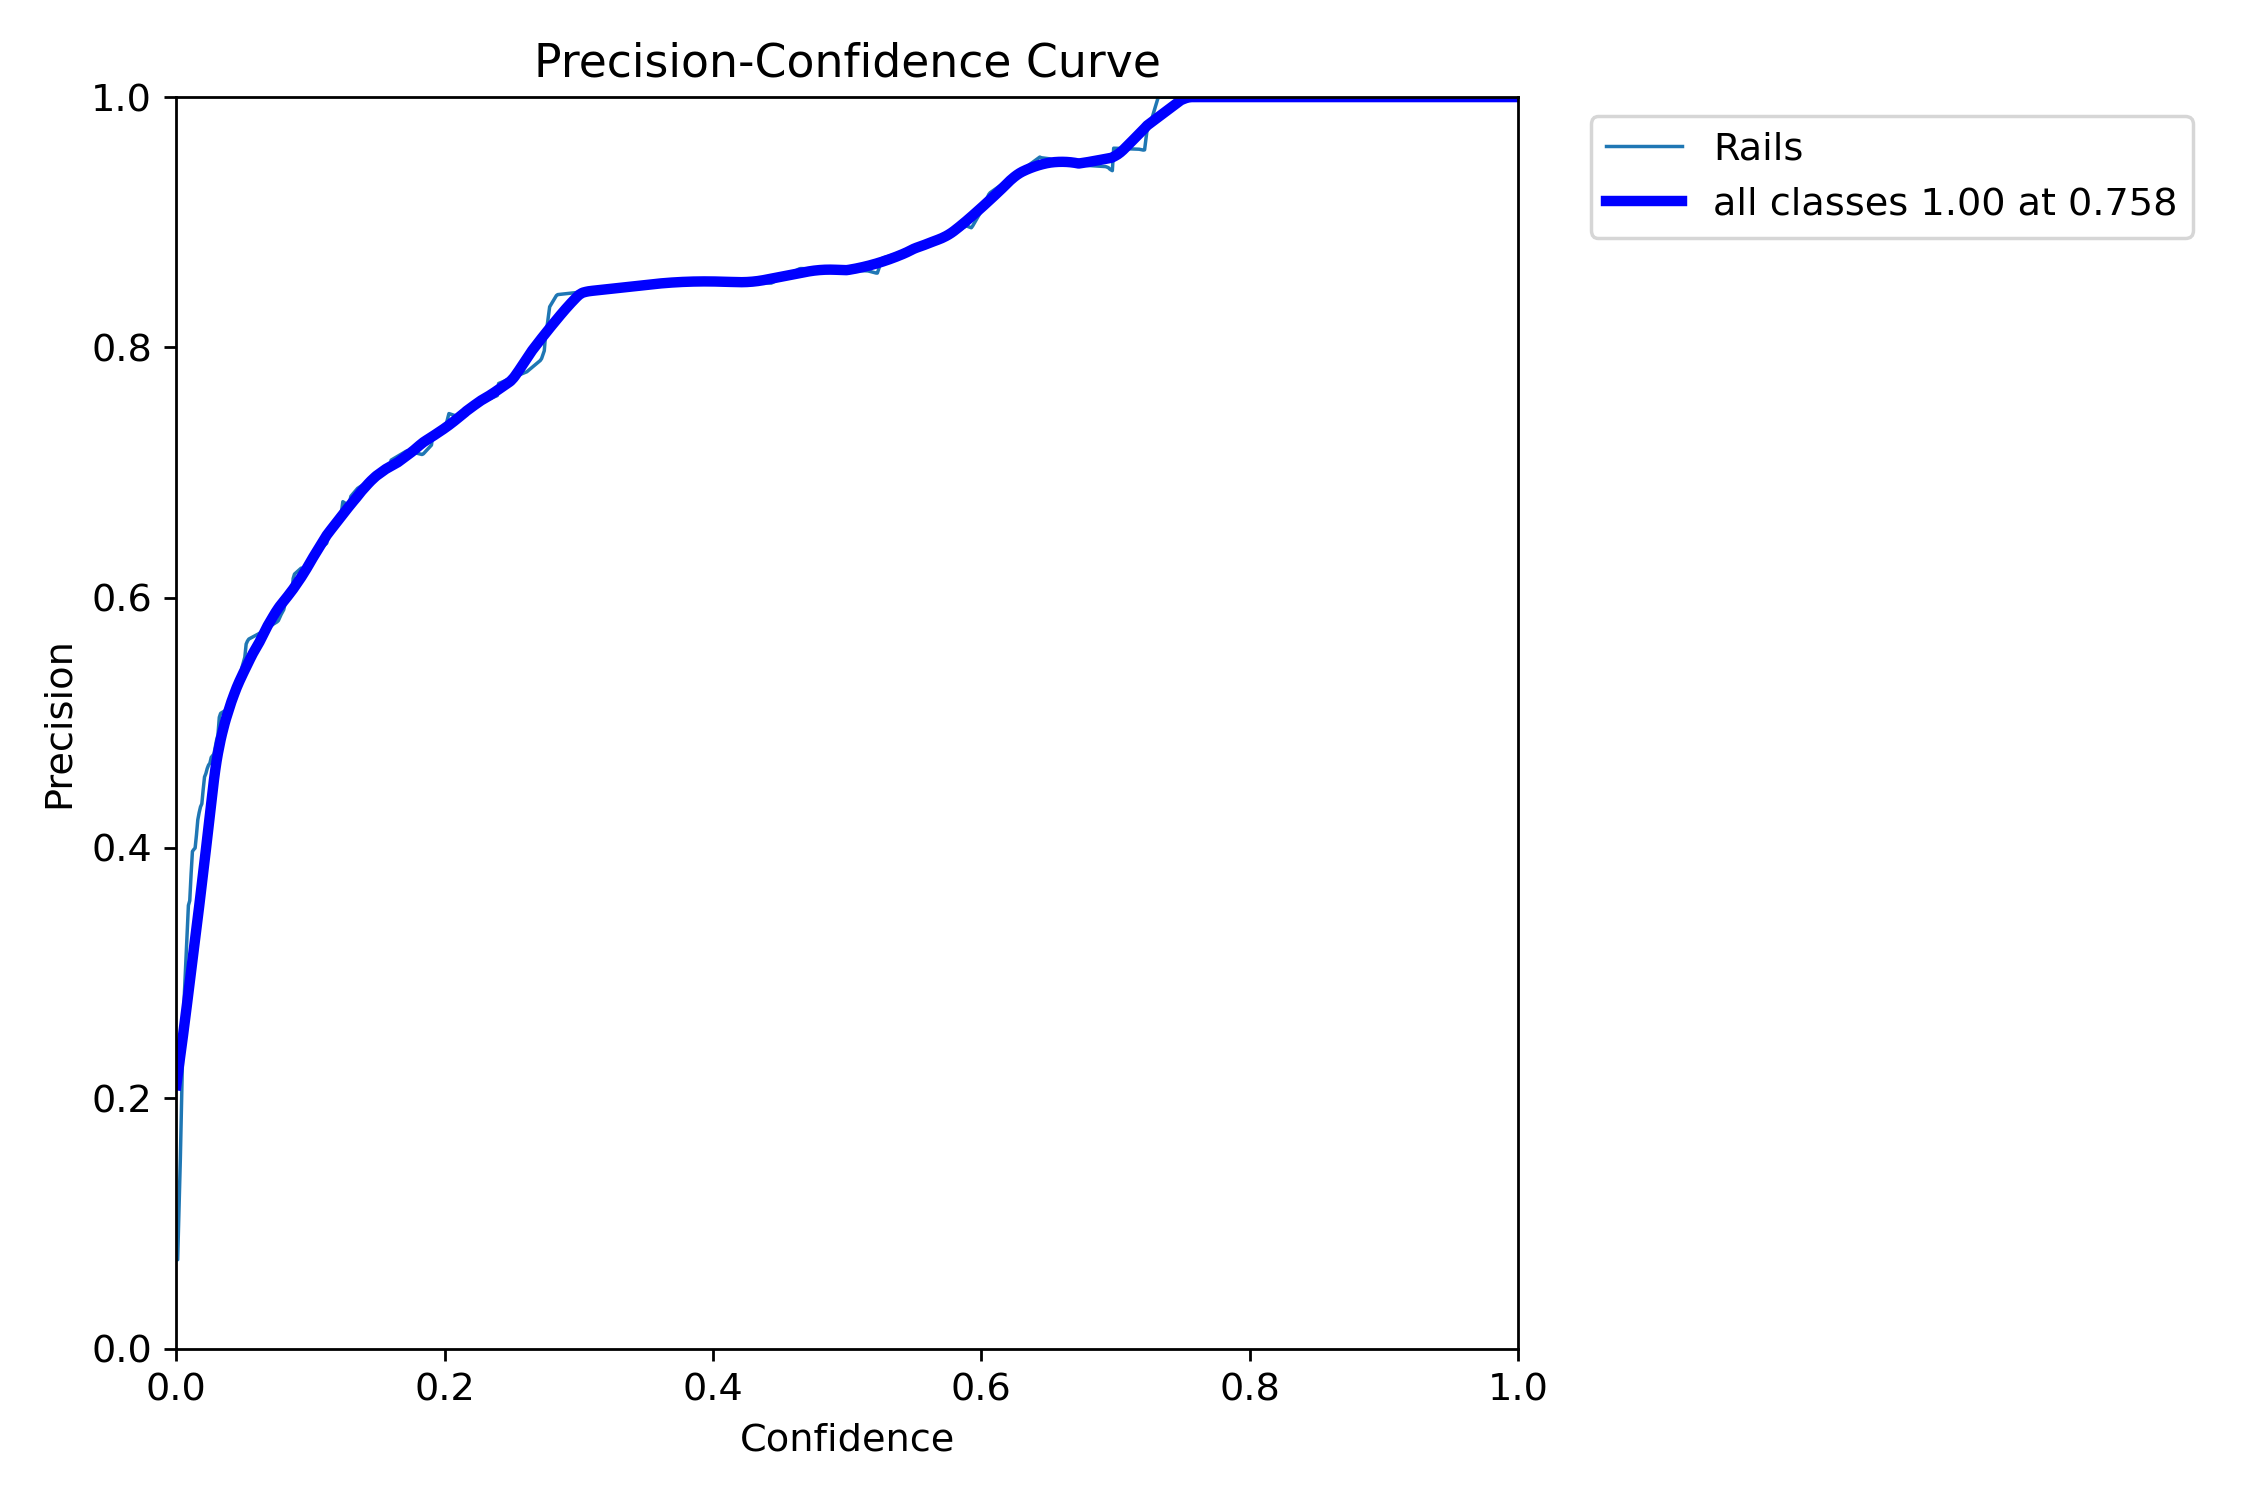 Precision-Confidence Curve
1.0
0.8
0.6
0.4
0.2
0.0
Precision
0.0 0.2 0.4 0.6 0.8 1.0
Confidence
Rails
all classes 1.00 at 0.758